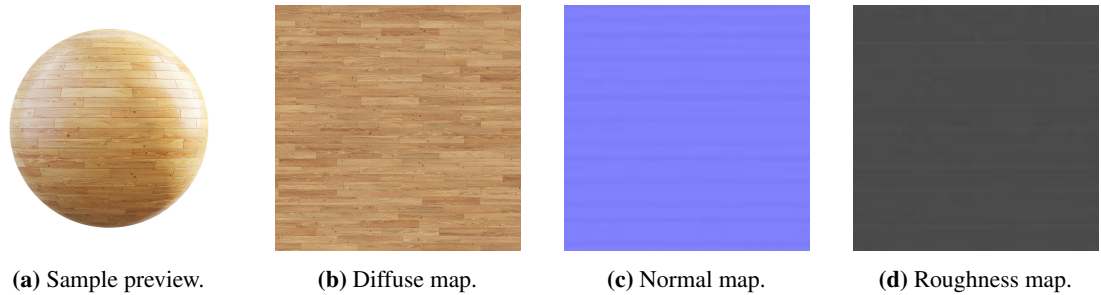 (a) Sample preview.
(b) Diffuse map.
(c) Normal map.
(d) Roughness map.